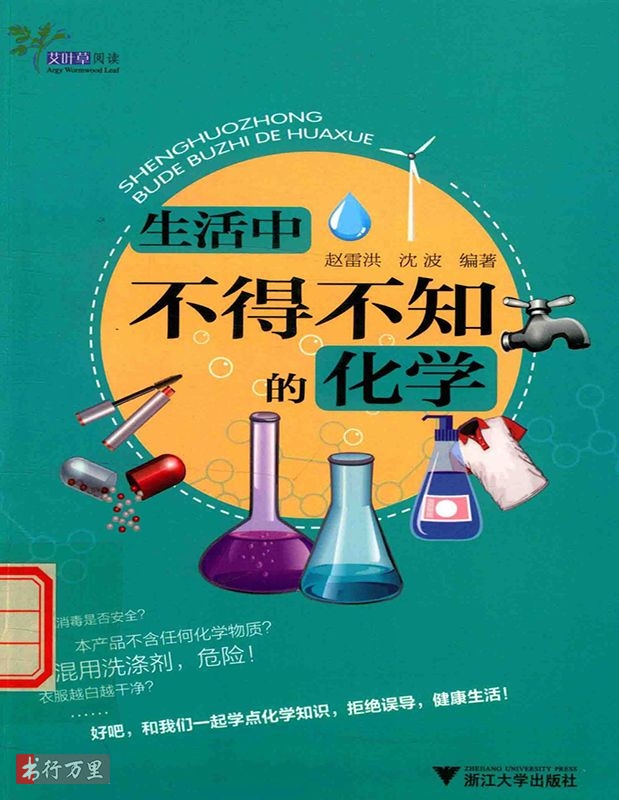 艾叶草阅读
Argy Wormwood Leaf
SHENGHUOZHONG
BUDE BUZHI DE HUAXUE
生活中
赵雷洪 沈波 编著
不得不知
的化学
消毒是否安全?
本产品不含任何化学物质?
混用洗涤剂,危险!
衣服越白越干净?
……
好吧,和我们一起学点化学知识,拒绝误导,健康生活!
书行万里
ZHEJIANG UNIVERSITY PRESS
浙江大学出版社